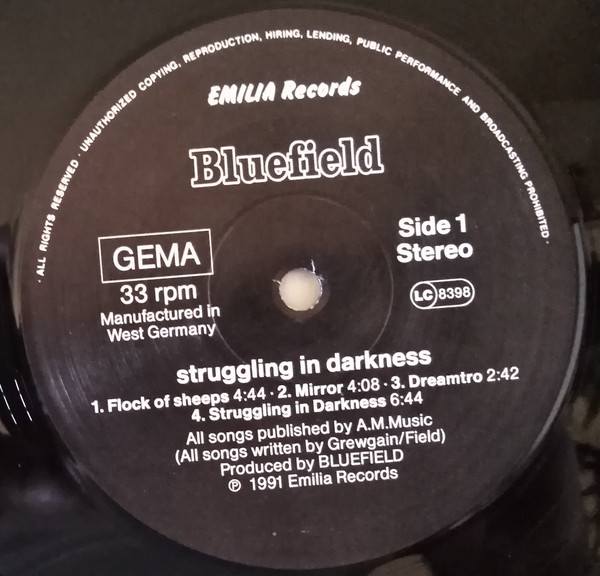 · ALL RIGHTS RESERVED · UNAUTHORIZED COPYING, REPRODUCTION, HIRING, LENDING, PUBLIC PERFORMANCE AND BROADCASTING PROHIBITED ·
EMILIA Records
Bluefield
GEMA
33 rpm
Manufactured in
West Germany
Side 1
Stereo
LC 8398
struggling in darkness
1. Flock of sheeps 4:44 · 2. Mirror 4:08 · 3. Dreamtro 2:42
4. Struggling in Darkness 6:44
All songs published by A.M.Music
(All songs written by Grewgain/Field)
Produced by BLUEFIELD
℗ 1991 Emilia Records